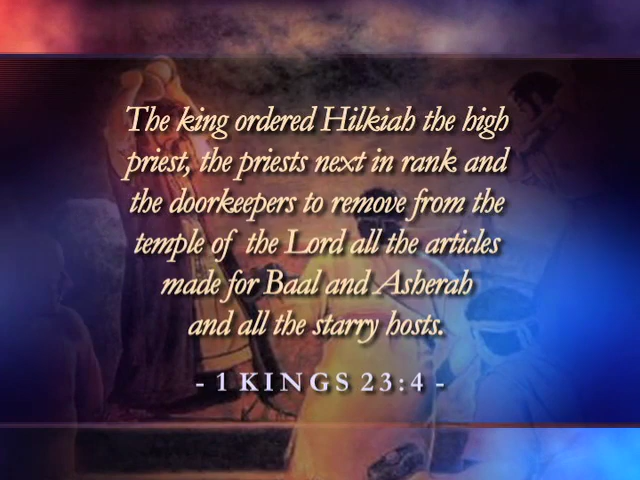 The king ordered Hilkiah the high
priest, the priests next in rank and
the doorkeepers to remove from the
temple of the Lord all the articles
made for Baal and Asherah
and all the starry hosts.
- 1 KINGS 23:4 -